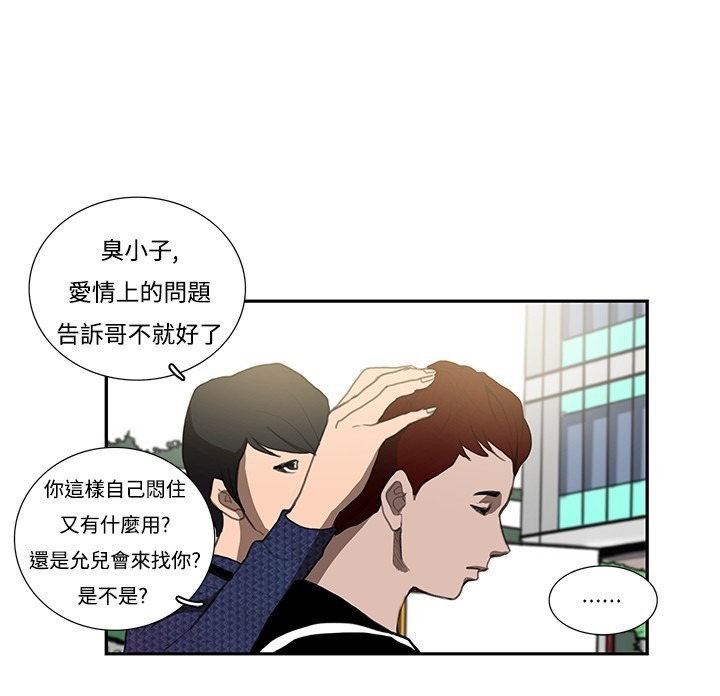 臭小子,
愛情上的問題
告訴哥不就好了
你這樣自己悶住
又有什麼用?
還是允兒會來找你?
是不是?
......